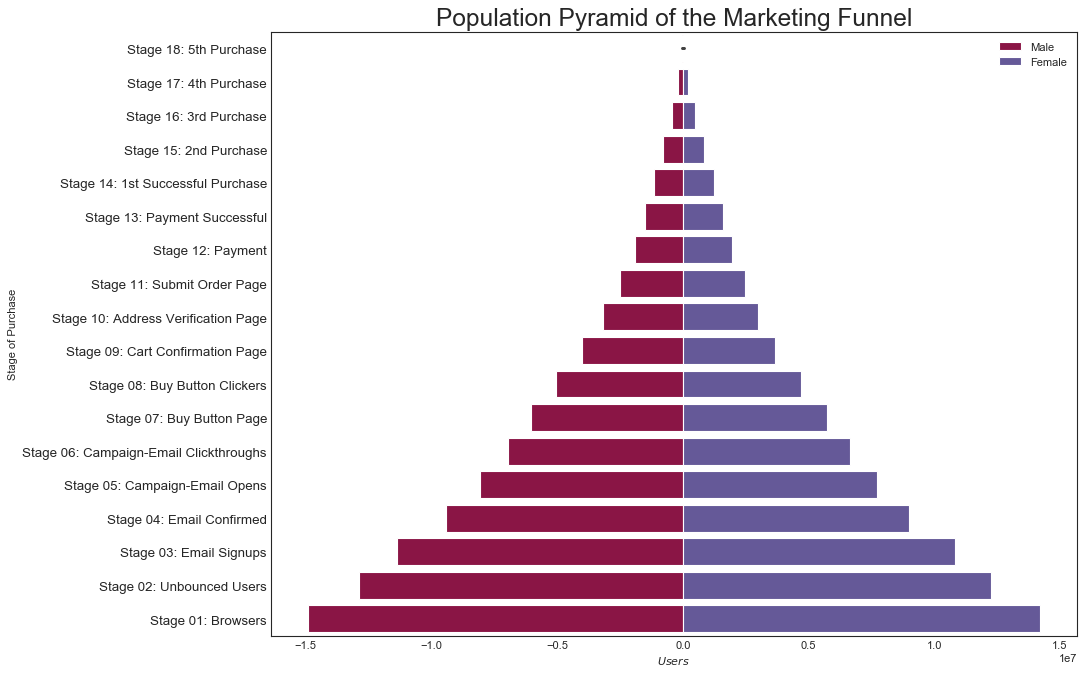 Population Pyramid of the Marketing Funnel
Male
Female
Stage of Purchase
Stage 18: 5th Purchase
Stage 17: 4th Purchase
Stage 16: 3rd Purchase
Stage 15: 2nd Purchase
Stage 14: 1st Successful Purchase
Stage 13: Payment Successful
Stage 12: Payment
Stage 11: Submit Order Page
Stage 10: Address Verification Page
Stage 09: Cart Confirmation Page
Stage 08: Buy Button Clickers
Stage 07: Buy Button Page
Stage 06: Campaign-Email Clickthroughs
Stage 05: Campaign-Email Opens
Stage 04: Email Confirmed
Stage 03: Email Signups
Stage 02: Unbounced Users
Stage 01: Browsers
−1.5 −1.0 −0.5 0.0 0.5 1.0 1.5
1e7
Users